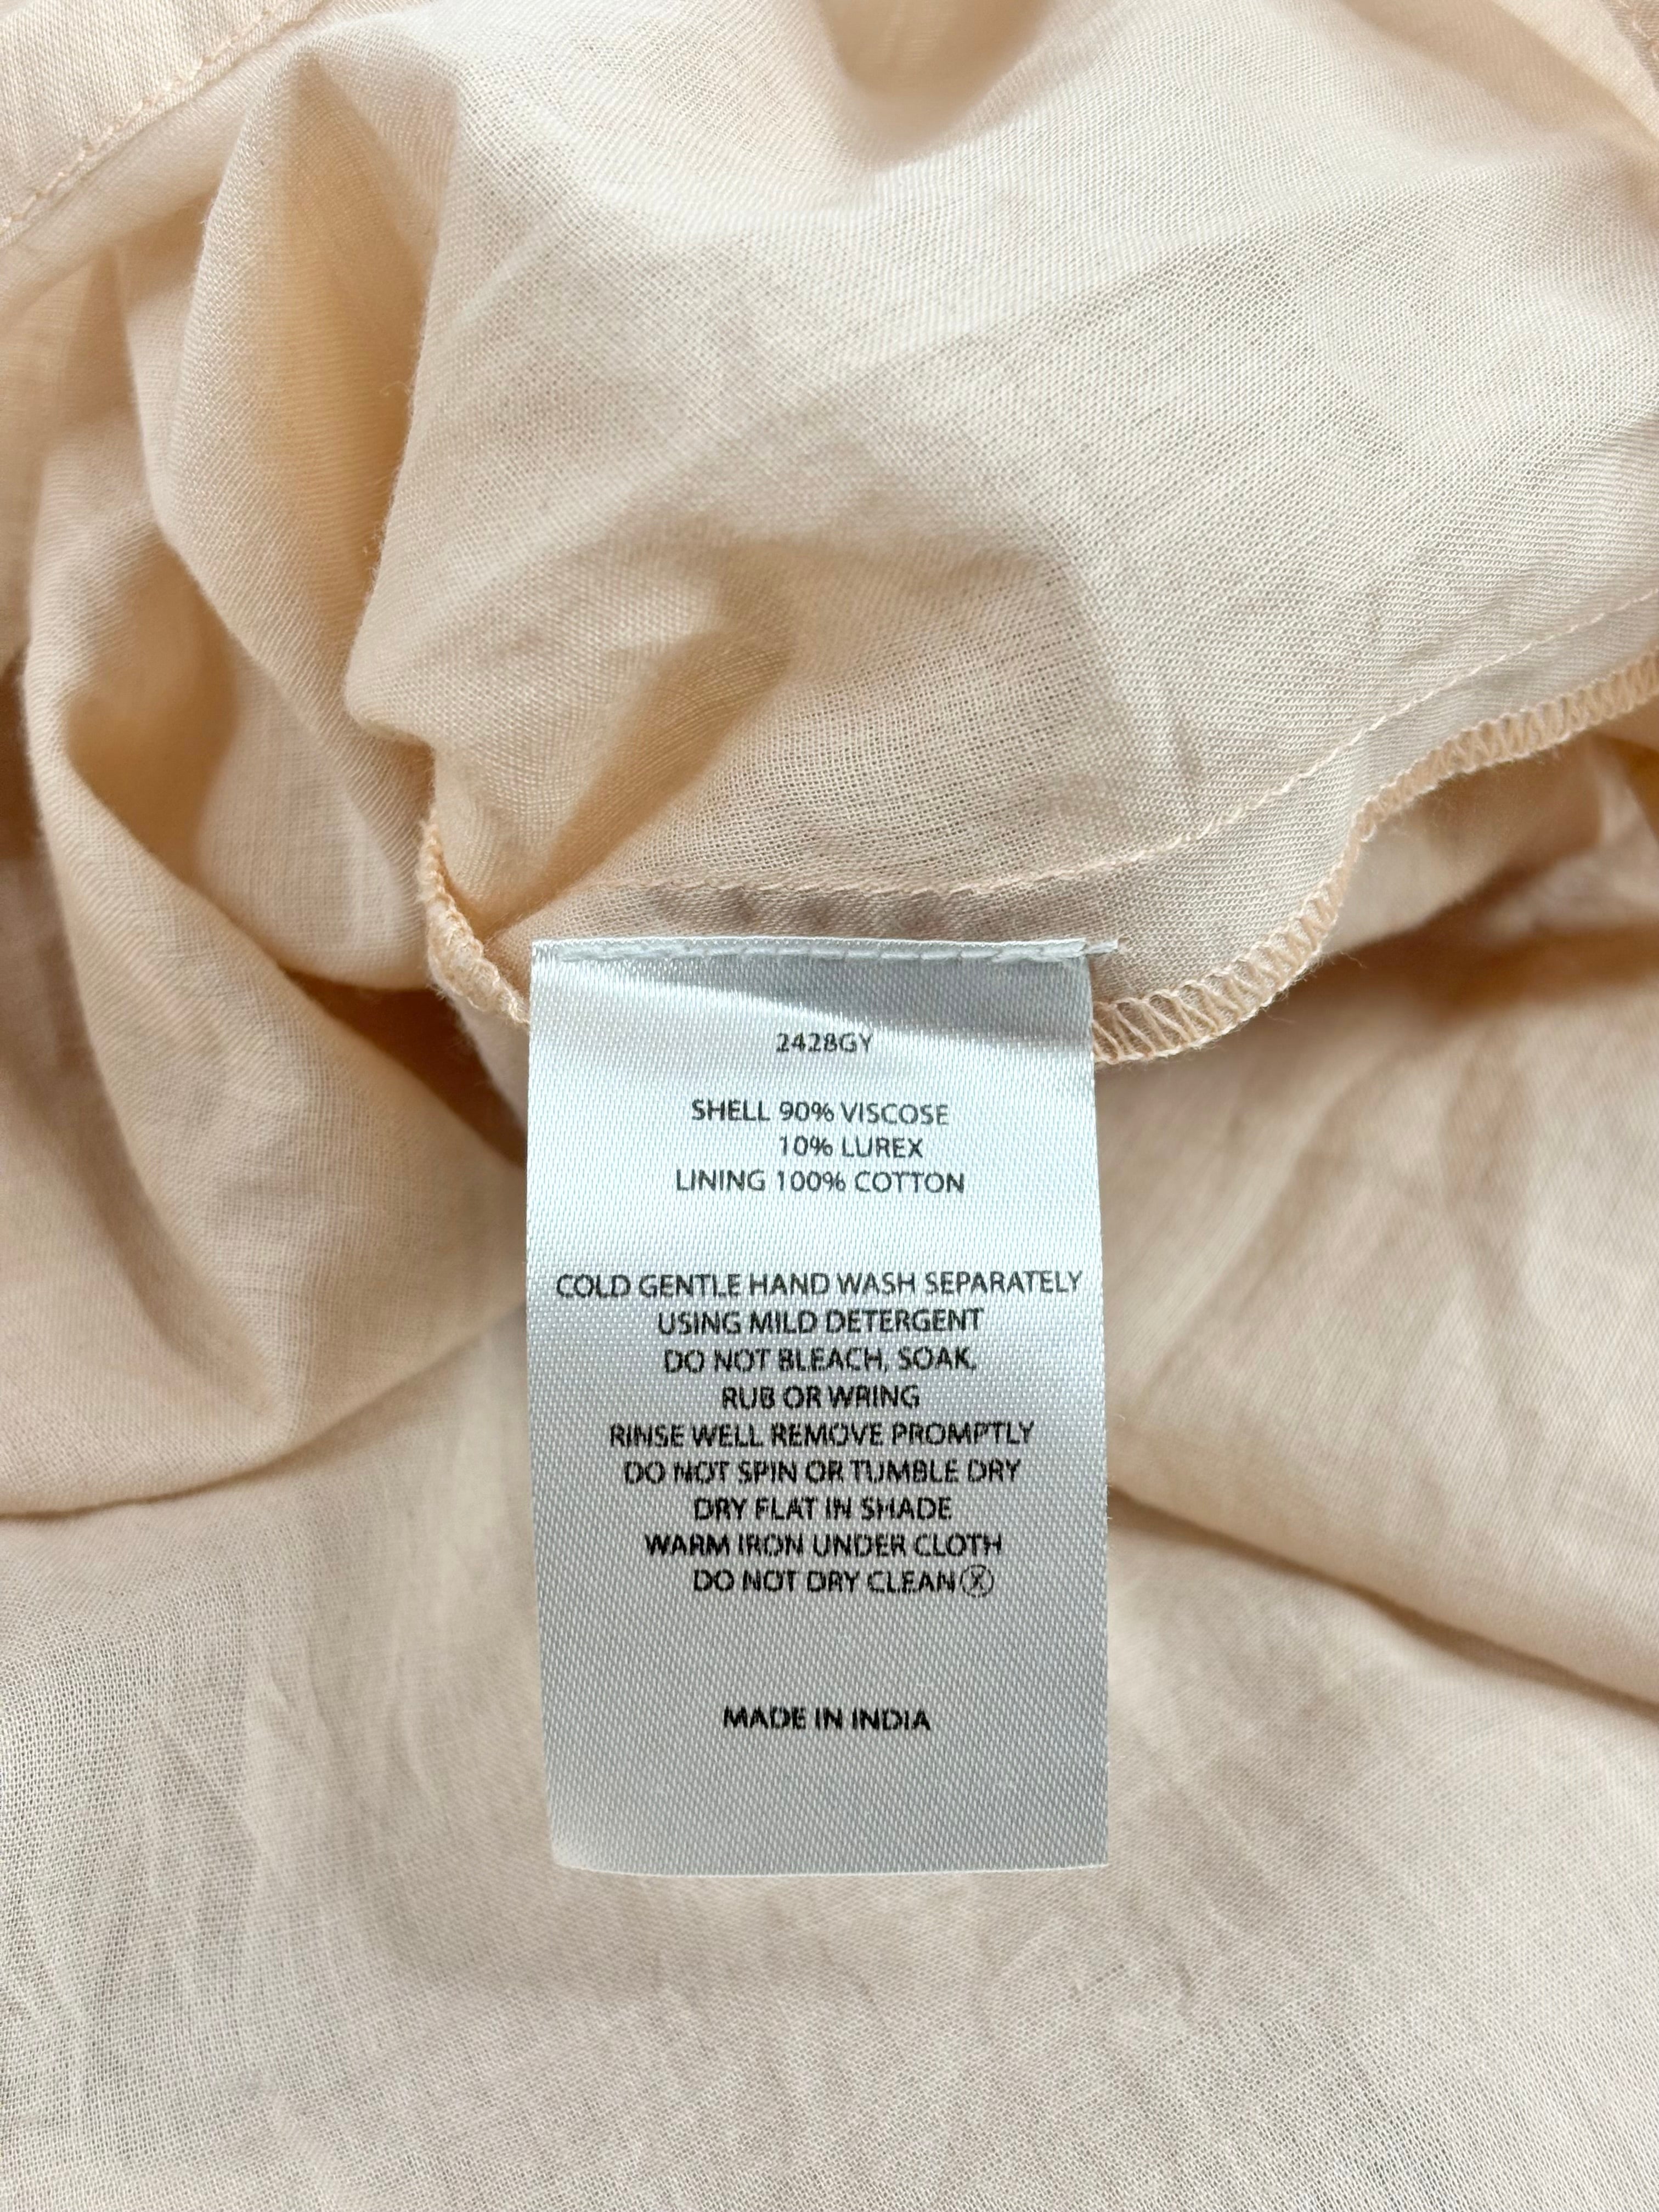 2428GY
SHELL 90% VISCOSE
10% LUREX
LINING 100% COTTON
COLD GENTLE HAND WASH SEPARATELY
USING MILD DETERGENT
DO NOT BLEACH, SOAK,
RUB OR WRING
RINSE WELL REMOVE PROMPTLY
DO NOT SPIN OR TUMBLE DRY
DRY FLAT IN SHADE
WARM IRON UNDER CLOTH
DO NOT DRY CLEAN Ⓧ
MADE IN INDIA